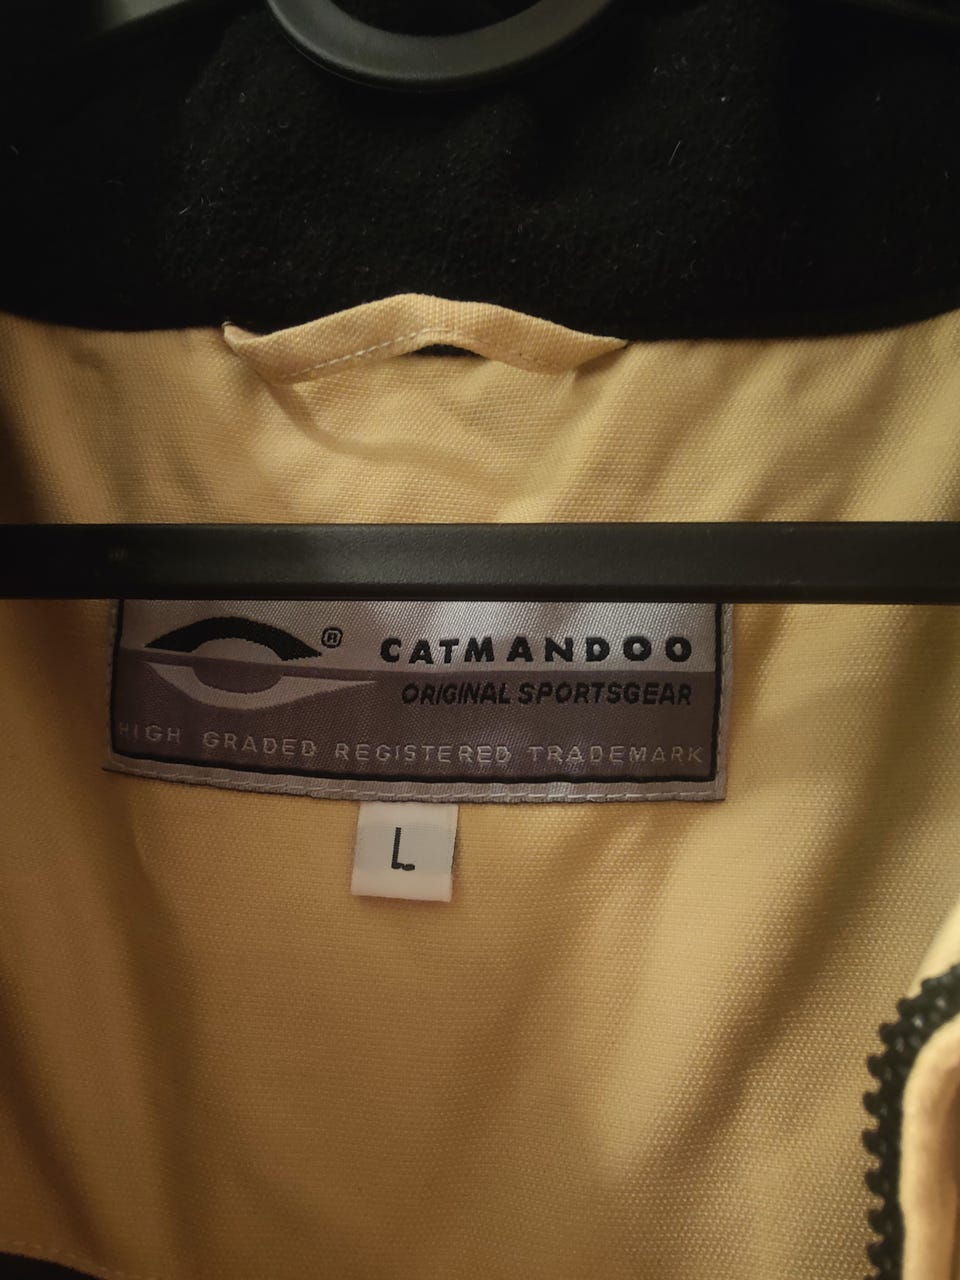 ®
CATMANDOO
ORIGINAL SPORTSGEAR
HIGH GRADED REGISTERED TRADEMARK
L